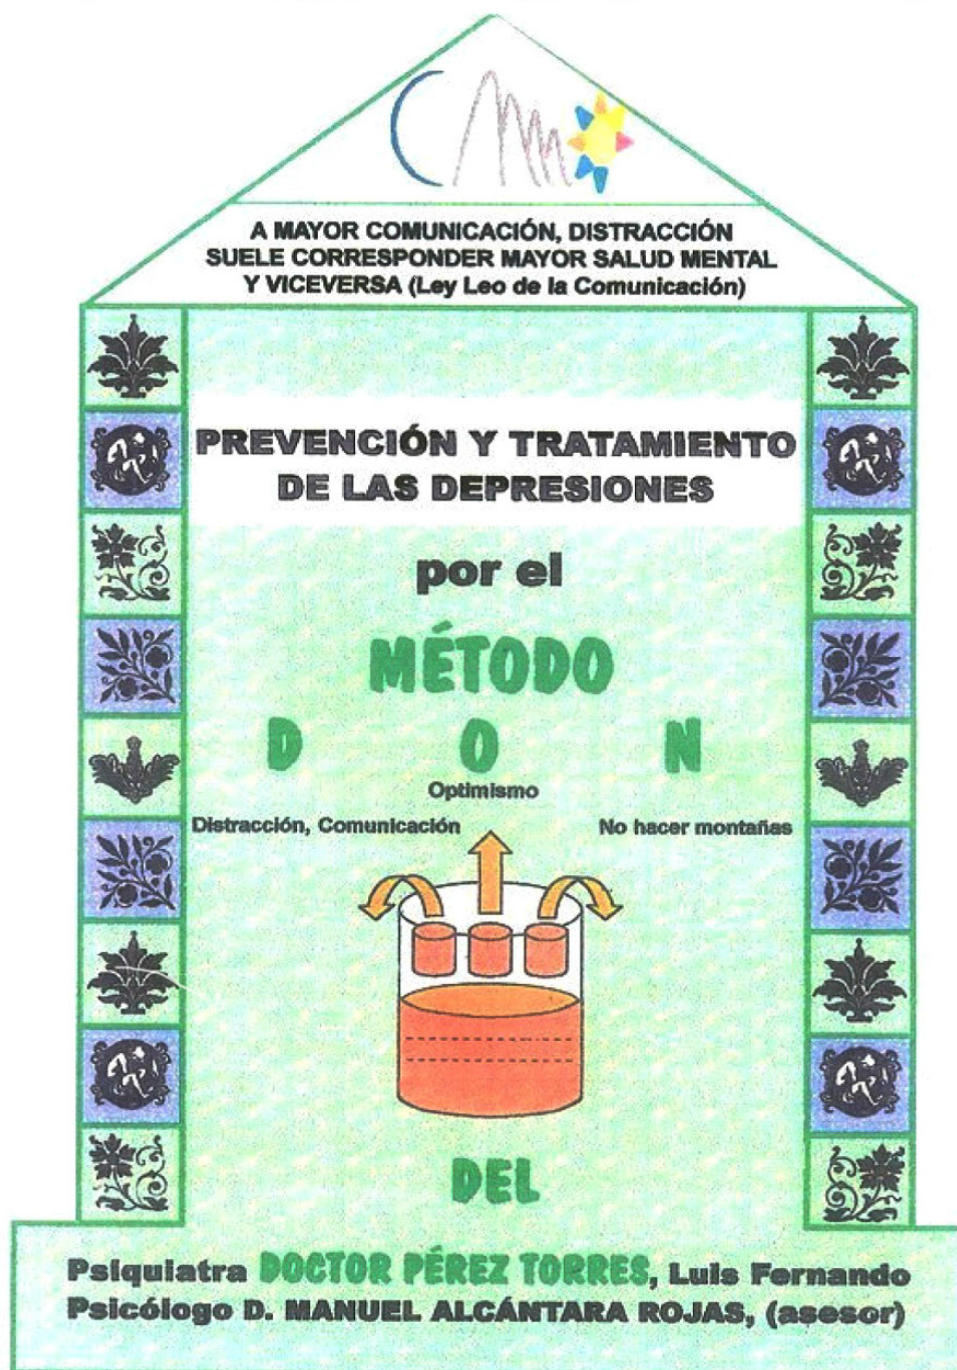 A MAYOR COMUNICACIÓN, DISTRACCIÓN
SUELE CORRESPONDER MAYOR SALUD MENTAL
Y VICEVERSA (Ley Leo de la Comunicación)
PREVENCIÓN Y TRATAMIENTO
DE LAS DEPRESIONES
por el
MÉTODO
D O N
Optimismo
Distracción, Comunicación No hacer montañas
DEL
Psiquiatra DOCTOR PÉREZ TORRES, Luis Fernando
Psicólogo D. MANUEL ALCÁNTARA ROJAS, (asesor)